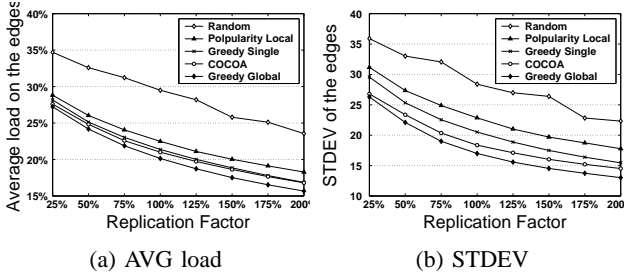 Average load on the edges
40%
35%
30%
25%
20%
15%
25%
50%
75%
100%
125%
150%
175%
200%
Replication Factor
Random
Polpularity Local
Greedy Single
COCOA
Greedy Global
(a) AVG load
STDEV of the edges
40
35
30
25
20
15
10
25%
50%
75%
100%
125%
150%
175%
200%
Replication Factor
Random
Polpularity Local
Greedy Single
COCOA
Greedy Global
(b) STDEV